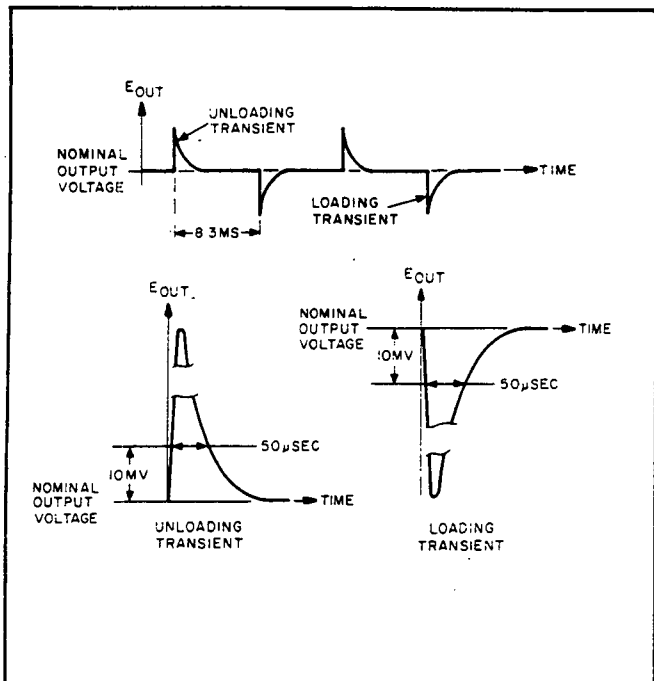 EOUT
UNLOADING
TRANSIENT
NOMINAL
OUTPUT
VOLTAGE
TIME
LOADING
TRANSIENT
8.3MS
EOUT
NOMINAL
OUTPUT
VOLTAGE
10MV
50µSEC
TIME
UNLOADING
TRANSIENT
EOUT
NOMINAL
OUTPUT
VOLTAGE
TIME
10MV
50µSEC
LOADING
TRANSIENT